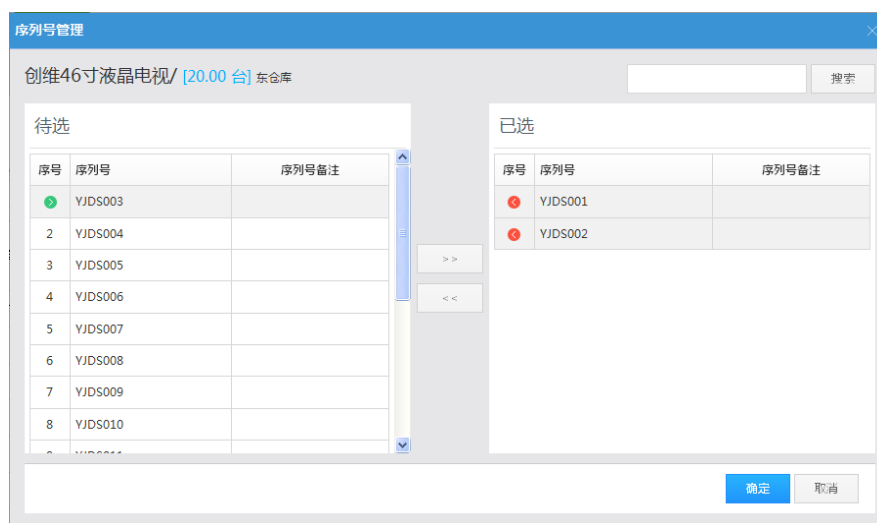 序列号管理
创维46寸液晶电视/ [20.00 台] 东仓库
搜索
待选
序号 序列号 序列号备注
YJDS003
2 YJDS004
3 YJDS005
4 YJDS006
5 YJDS007
6 YJDS008
7 YJDS009
8 YJDS010
>>
<<
已选
序号 序列号 序列号备注
YJDS001
YJDS002
确定 取消